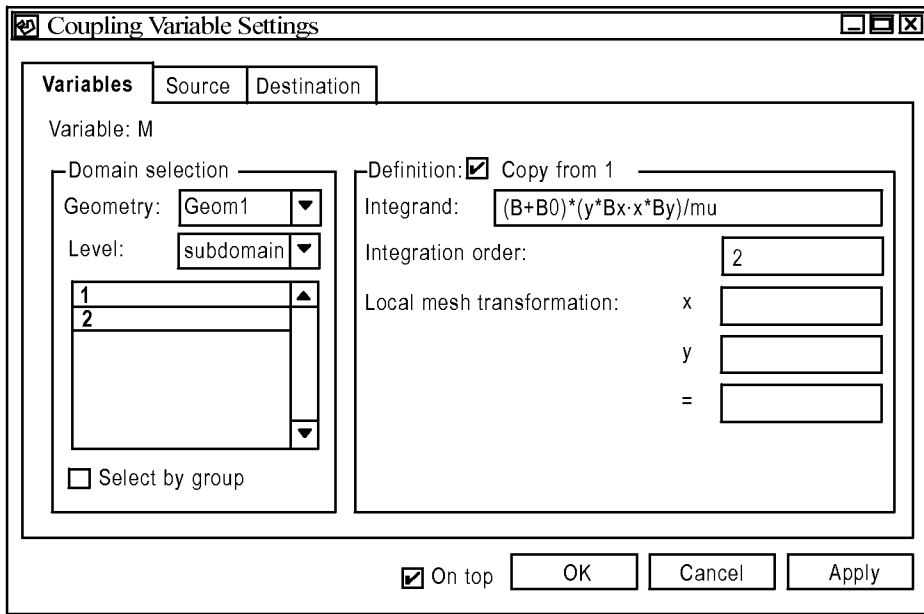 Coupling Variable Settings
Variables Source Destination
Variable: M
Domain selection
Geometry: Geom1
Level: subdomain
1
2
Select by group
Definition: Copy from 1
Integrand: (B+B0)*(y*Bx·x*By)/mu
Integration order: 2
Local mesh transformation: x
y
=
On top OK Cancel Apply